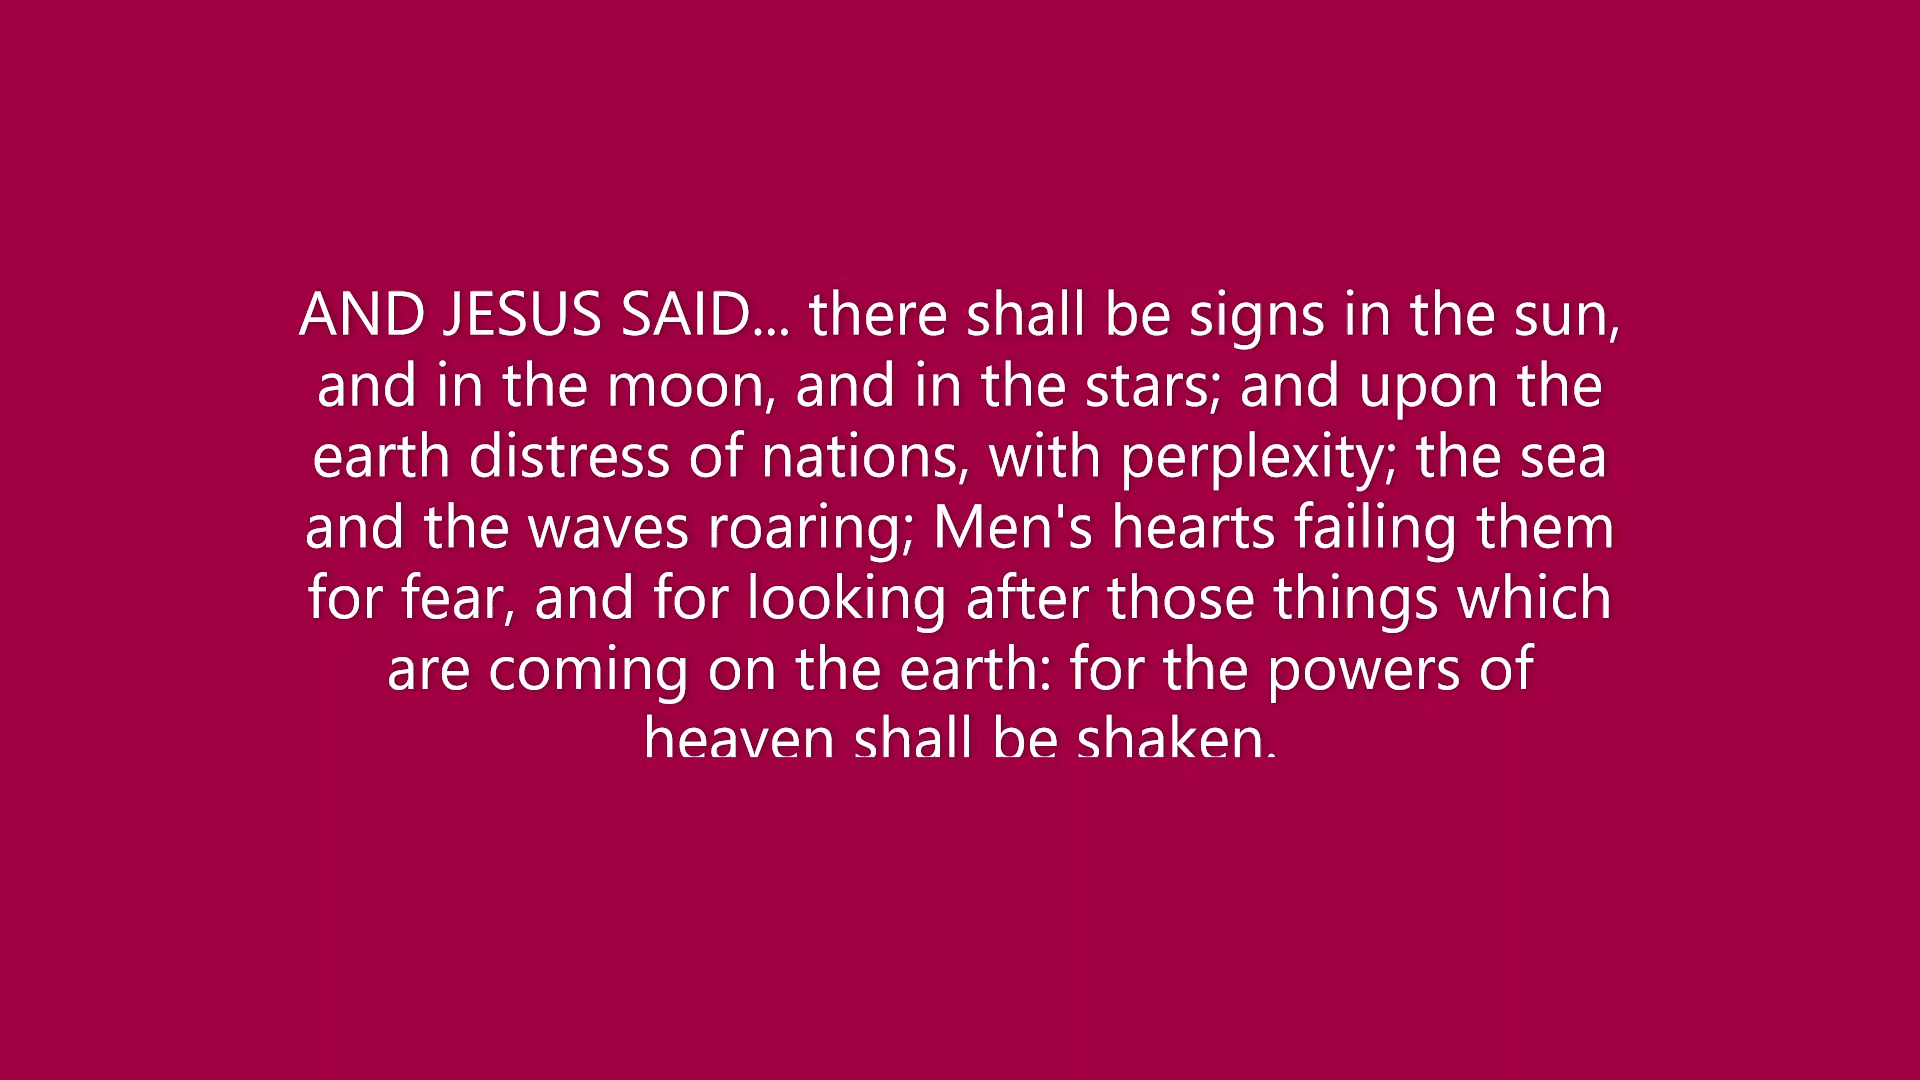 AND JESUS SAID... there shall be signs in the sun,
and in the moon, and in the stars; and upon the
earth distress of nations, with perplexity; the sea
and the waves roaring; Men's hearts failing them
for fear, and for looking after those things which
are coming on the earth: for the powers of
heaven shall be shaken.